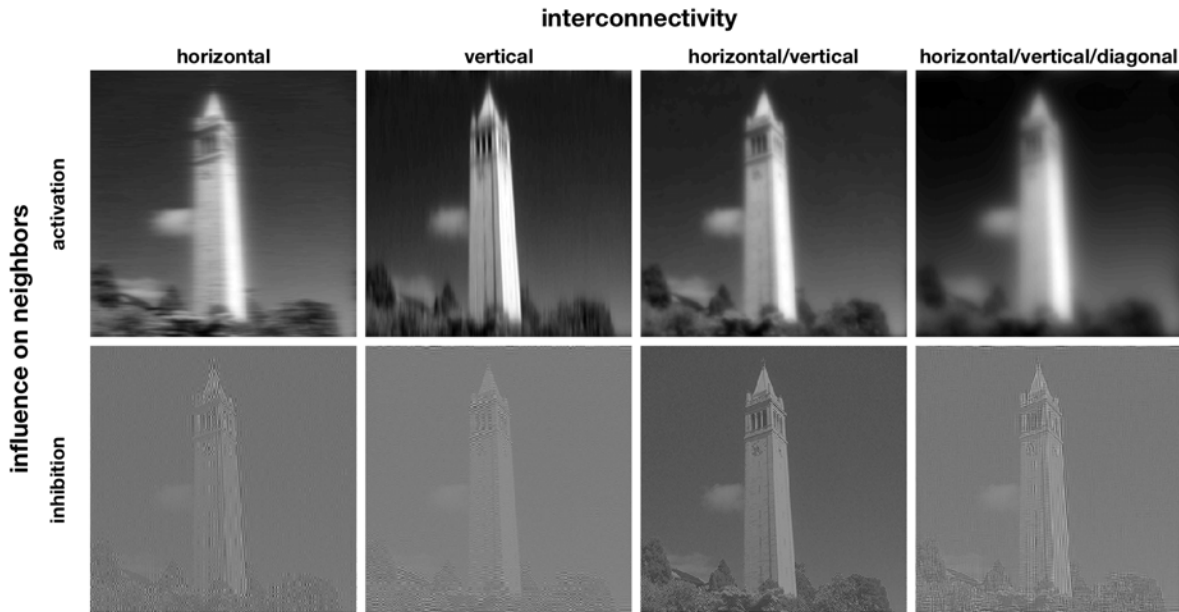 interconnectivity
horizontal
vertical
horizontal/vertical
horizontal/vertical/diagonal
influence on neighbors
activation
inhibition